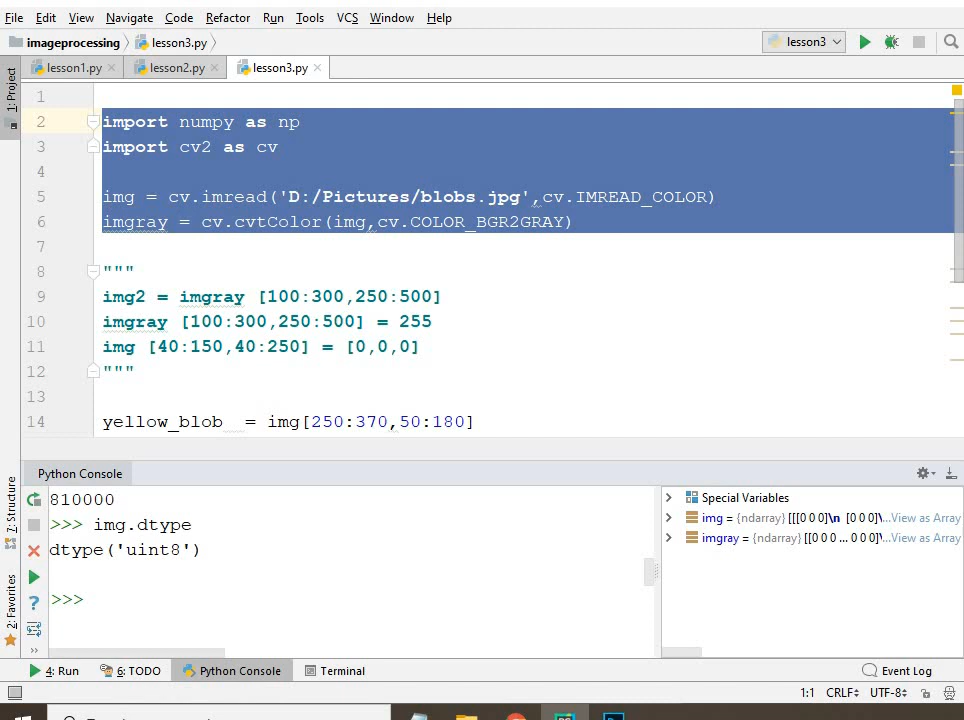 File Edit View Navigate Code Refactor Run Tools VCS Window Help
imageprocessing lesson3.py lesson3
lesson1.py lesson2.py lesson3.py
1: Project
1
2 import numpy as np
3 import cv2 as cv
4
5 img = cv.imread('D:/Pictures/blobs.jpg',cv.IMREAD_COLOR)
6 imgray = cv.cvtColor(img,cv.COLOR_BGR2GRAY)
7
8 """
9 img2 = imgray [100:300,250:500]
10 imgray [100:300,250:500] = 255
11 img [40:150,40:250] = [0,0,0]
12 """
13
14 yellow_blob = img[250:370,50:180]
7: Structure
2: Favorites
Python Console
810000
>>> img.dtype
dtype('uint8')
>>>
Special Variables
img = {ndarray} [[[0 0 0]\n [0 0 0]\...View as Array
imgray = {ndarray} [[0 0 0 ... 0 0 0]\'...View as Array
4: Run 6: TODO Python Console Terminal Event Log
1:1 CRLF UTF-8